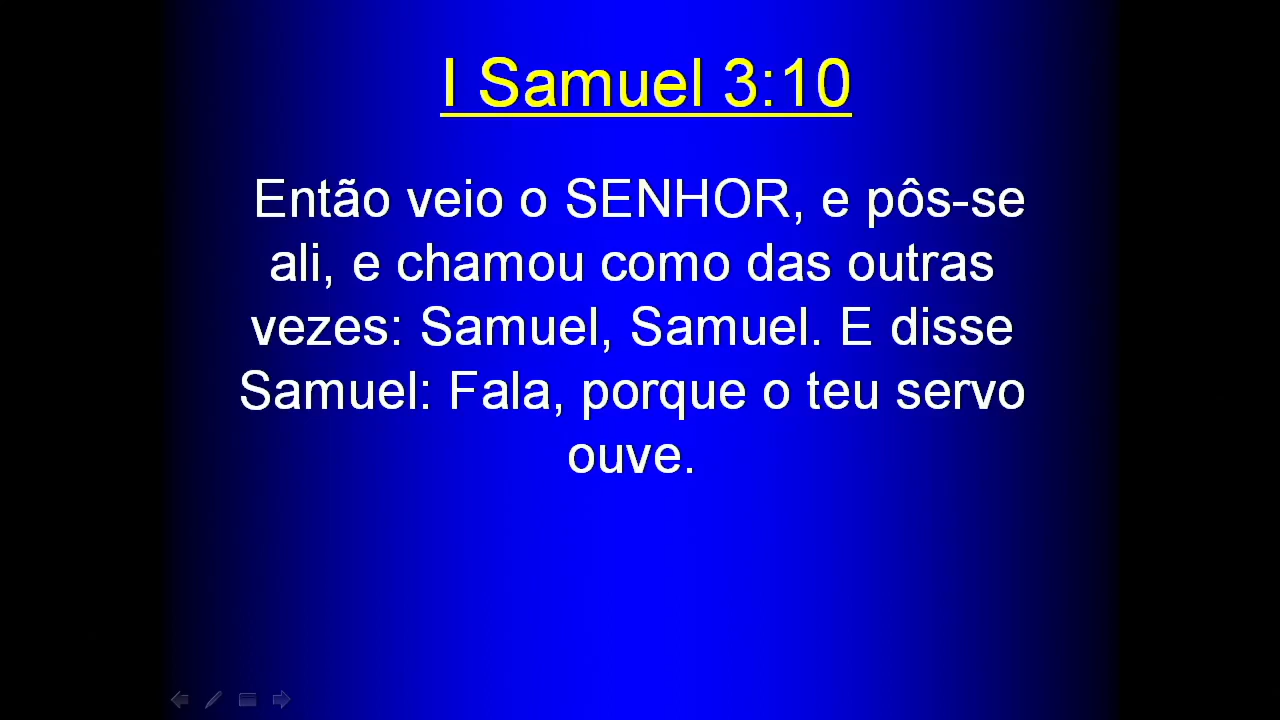 I Samuel 3:10
Então veio o SENHOR, e pôs-se
ali, e chamou como das outras
vezes: Samuel, Samuel. E disse
Samuel: Fala, porque o teu servo
ouve.